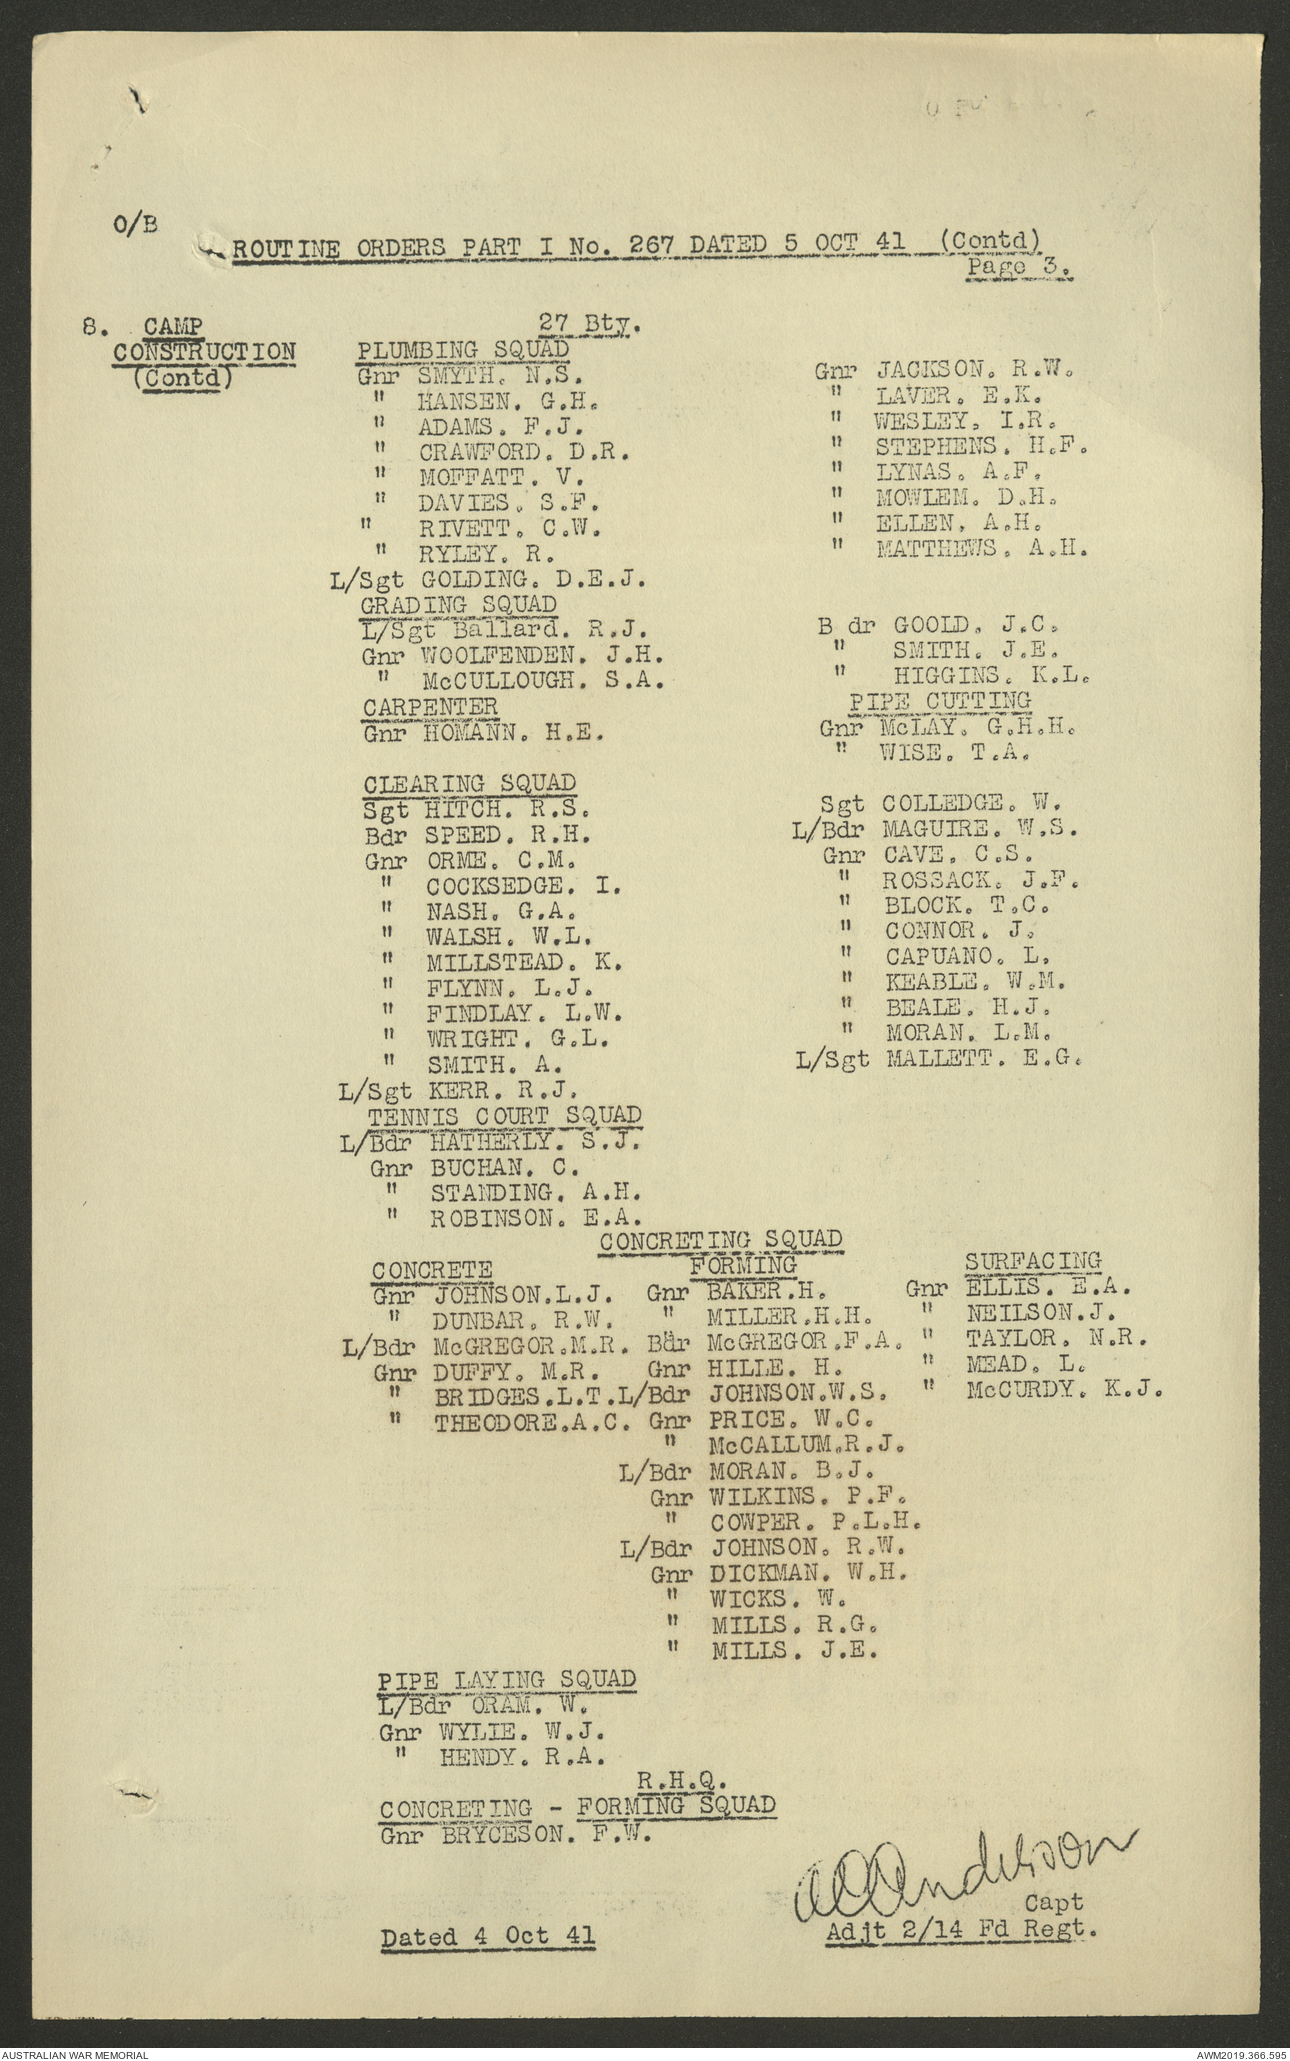 O/B
ROUTINE ORDERS PART I No. 267 DATED 5 OCT 41 (Contd)
Page 3.
8. CAMP CONSTRUCTION (Contd)
27 Bty.
PLUMBING SQUAD
Gnr SMYTH. N.S. Gnr JACKSON. R.W.
" HANSEN. G.H. " LAVER. E.K.
" ADAMS. F.J. " WESLEY. I.R.
" CRAWFORD. D.R. " STEPHENS. H.F.
" MOFFATT. V. " LYNAS. A.F.
" DAVIES. S.F. " MOWLEM. D.H.
" RIVETT. C.W. " ELLEN. A.H.
" RYLEY. R. " MATTHEWS. A.H.
L/Sgt GOLDING. D.E.J.
GRADING SQUAD
L/Sgt Ballard. R.J. B dr GOOLD. J.C.
Gnr WOOLFENDEN. J.H. " SMITH. J.E.
" McCULLOUGH. S.A. " HIGGINS. K.L.
CARPENTER PIPE CUTTING
Gnr HOMANN. H.E. Gnr McLAY. G.H.H.
" WISE. T.A.
CLEARING SQUAD
Sgt HITCH. R.S. Sgt COLLEDGE. W.
Bdr SPEED. R.H. L/Bdr MAGUIRE. W.S.
Gnr ORME. C.M. Gnr CAVE. C.S.
" COCKSEDGE. I. " ROSSACK. J.F.
" NASH. G.A. " BLOCK. T.C.
" WALSH. W.L. " CONNOR. J.
" MILLSTEAD. K. " CAPUANO. L.
" FLYNN. L.J. " KEABLE. W.M.
" FINDLAY. L.W. " BEALE. H.J.
" WRIGHT. G.L. " MORAN. L.M.
" SMITH. A. L/Sgt MALLETT. E.G.
L/Sgt KERR. R.J.
TENNIS COURT SQUAD
L/Bdr HATHERLY. S.J.
Gnr BUCHAN. C.
" STANDING. A.H.
" ROBINSON. E.A.
CONCRETING SQUAD
CONCRETE FORMING SURFACING
Gnr JOHNSON.L.J. Gnr BAKER.H. Gnr ELLIS. E.A.
" DUNBAR. R.W. " MILLER.H.H. " NEILSON.J.
L/Bdr McGREGOR.M.R. Bdr McGREGOR.F.A. " TAYLOR. N.R.
Gnr DUFFY. M.R. Gnr HILLE. H. " MEAD. L.
" BRIDGES.L.T. L/Bdr JOHNSON.W.S. " McCURDY. K.J.
" THEODORE.A.C. Gnr PRICE. W.C.
" McCALLUM.R.J.
L/Bdr MORAN. B.J.
Gnr WILKINS. P.F.
" COWPER. P.L.H.
L/Bdr JOHNSON. R.W.
Gnr DICKMAN. W.H.
" WICKS. W.
" MILLS. R.G.
" MILLS. J.E.
PIPE LAYING SQUAD
L/Bdr ORAM. W.
Gnr WYLIE. W.J.
" HENDY. R.A.
R.H.Q.
CONCRETING - FORMING SQUAD
Gnr BRYCESON. F.W.
Anderson
Capt
Dated 4 Oct 41 Adjt 2/14 Fd Regt.
AUSTRALIAN WAR MEMORIAL AWM2019.366.595